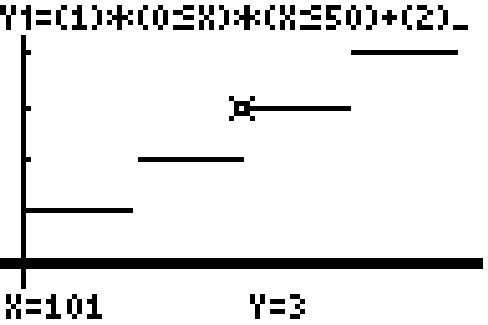 Y1=(1)*(0≤X)*(X≤50)+(2)_
X=101 Y=3